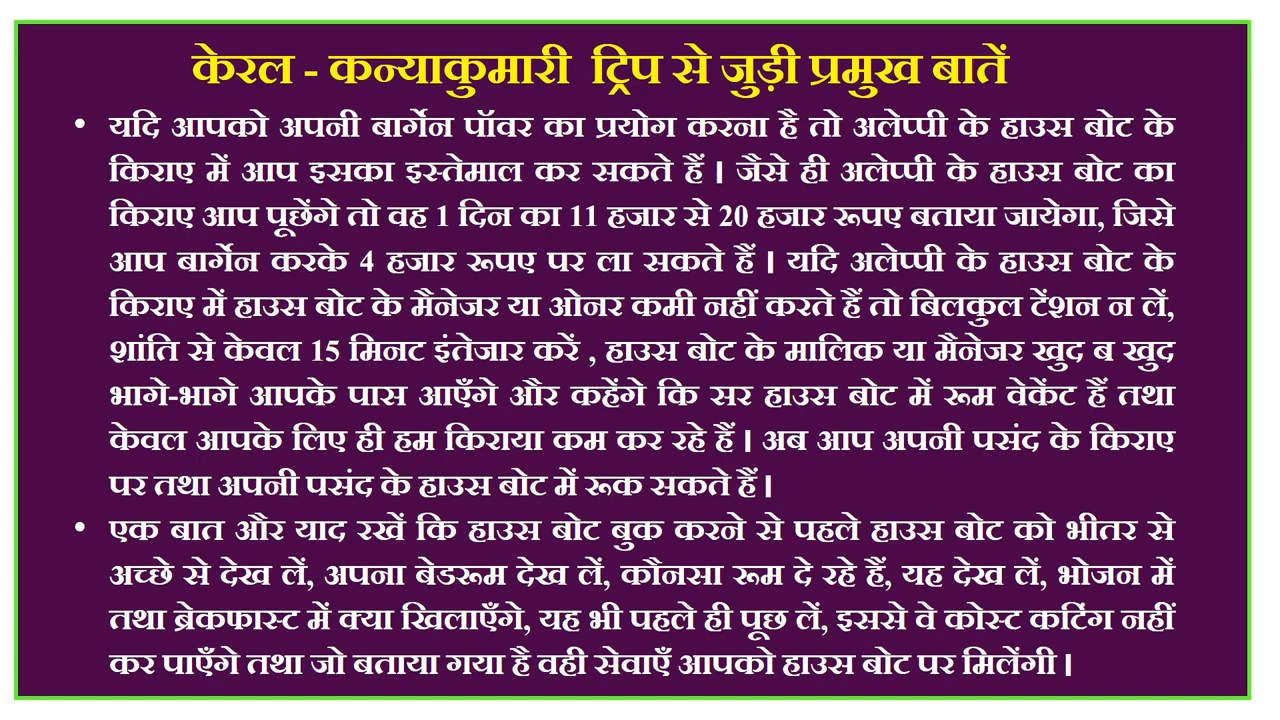 केरल - कन्याकुमारी ट्रिप से जुड़ी प्रमुख बातें
• यदि आपको अपनी बार्गेन पॉवर का प्रयोग करना है तो अलेप्पी के हाउस बोट के
किराए में आप इसका इस्तेमाल कर सकते हैं । जैसे ही अलेप्पी के हाउस बोट का
किराए आप पूछेंगे तो वह 1 दिन का 11 हजार से 20 हजार रूपए बताया जायेगा, जिसे
आप बार्गेन करके 4 हजार रूपए पर ला सकते हैं । यदि अलेप्पी के हाउस बोट के
किराए में हाउस बोट के मैनेजर या ओनर कमी नहीं करते हैं तो बिलकुल टेंशन न लें,
शांति से केवल 15 मिनट इंतेजार करें , हाउस बोट के मालिक या मैनेजर खुद ब खुद
भागे-भागे आपके पास आएँगे और कहेंगे कि सर हाउस बोट में रूम वेकेंट हैं तथा
केवल आपके लिए ही हम किराया कम कर रहे हैं । अब आप अपनी पसंद के किराए
पर तथा अपनी पसंद के हाउस बोट में रूक सकते हैं ।
• एक बात और याद रखें कि हाउस बोट बुक करने से पहले हाउस बोट को भीतर से
अच्छे से देख लें, अपना बेडरूम देख लें, कौनसा रूम दे रहे हैं, यह देख लें, भोजन में
तथा ब्रेकफास्ट में क्या खिलाएँगे, यह भी पहले ही पूछ लें, इससे वे कोस्ट कटिंग नहीं
कर पाएँगे तथा जो बताया गया है वही सेवाएँ आपको हाउस बोट पर मिलेंगी ।